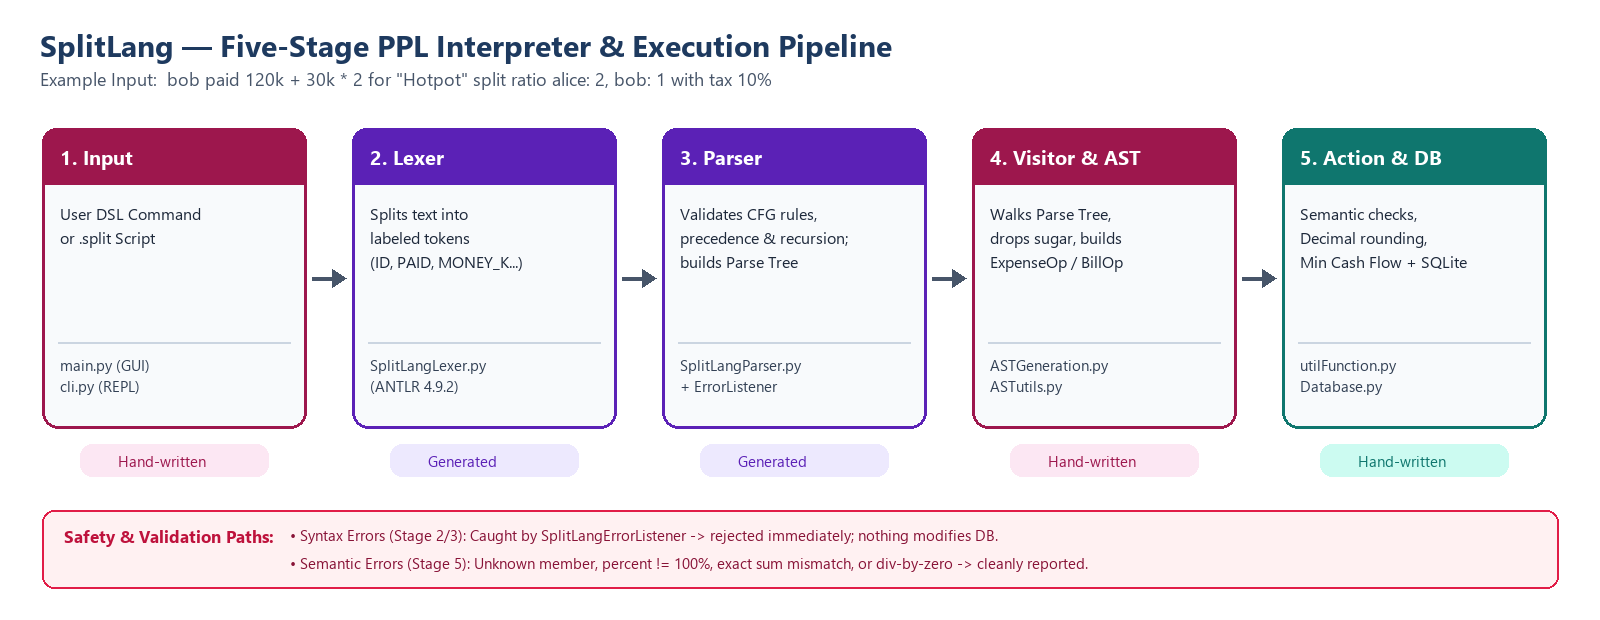 SplitLang — Five-Stage PPL Interpreter & Execution Pipeline
Example Input:  bob paid 120k + 30k * 2 for "Hotpot" split ratio alice: 2, bob: 1 with tax 10%
1. Input
User DSL Command
or .split Script
main.py (GUI)
cli.py (REPL)
Hand-written
2. Lexer
Splits text into
labeled tokens
(ID, PAID, MONEY_K...)
SplitLangLexer.py
(ANTLR 4.9.2)
Generated
3. Parser
Validates CFG rules,
precedence & recursion;
builds Parse Tree
SplitLangParser.py
+ ErrorListener
Generated
4. Visitor & AST
Walks Parse Tree,
drops sugar, builds
ExpenseOp / BillOp
ASTGeneration.py
ASTutils.py
Hand-written
5. Action & DB
Semantic checks,
Decimal rounding,
Min Cash Flow + SQLite
utilFunction.py
Database.py
Hand-written
Safety & Validation Paths:
• Syntax Errors (Stage 2/3): Caught by SplitLangErrorListener -> rejected immediately; nothing modifies DB.
• Semantic Errors (Stage 5): Unknown member, percent != 100%, exact sum mismatch, or div-by-zero -> cleanly reported.